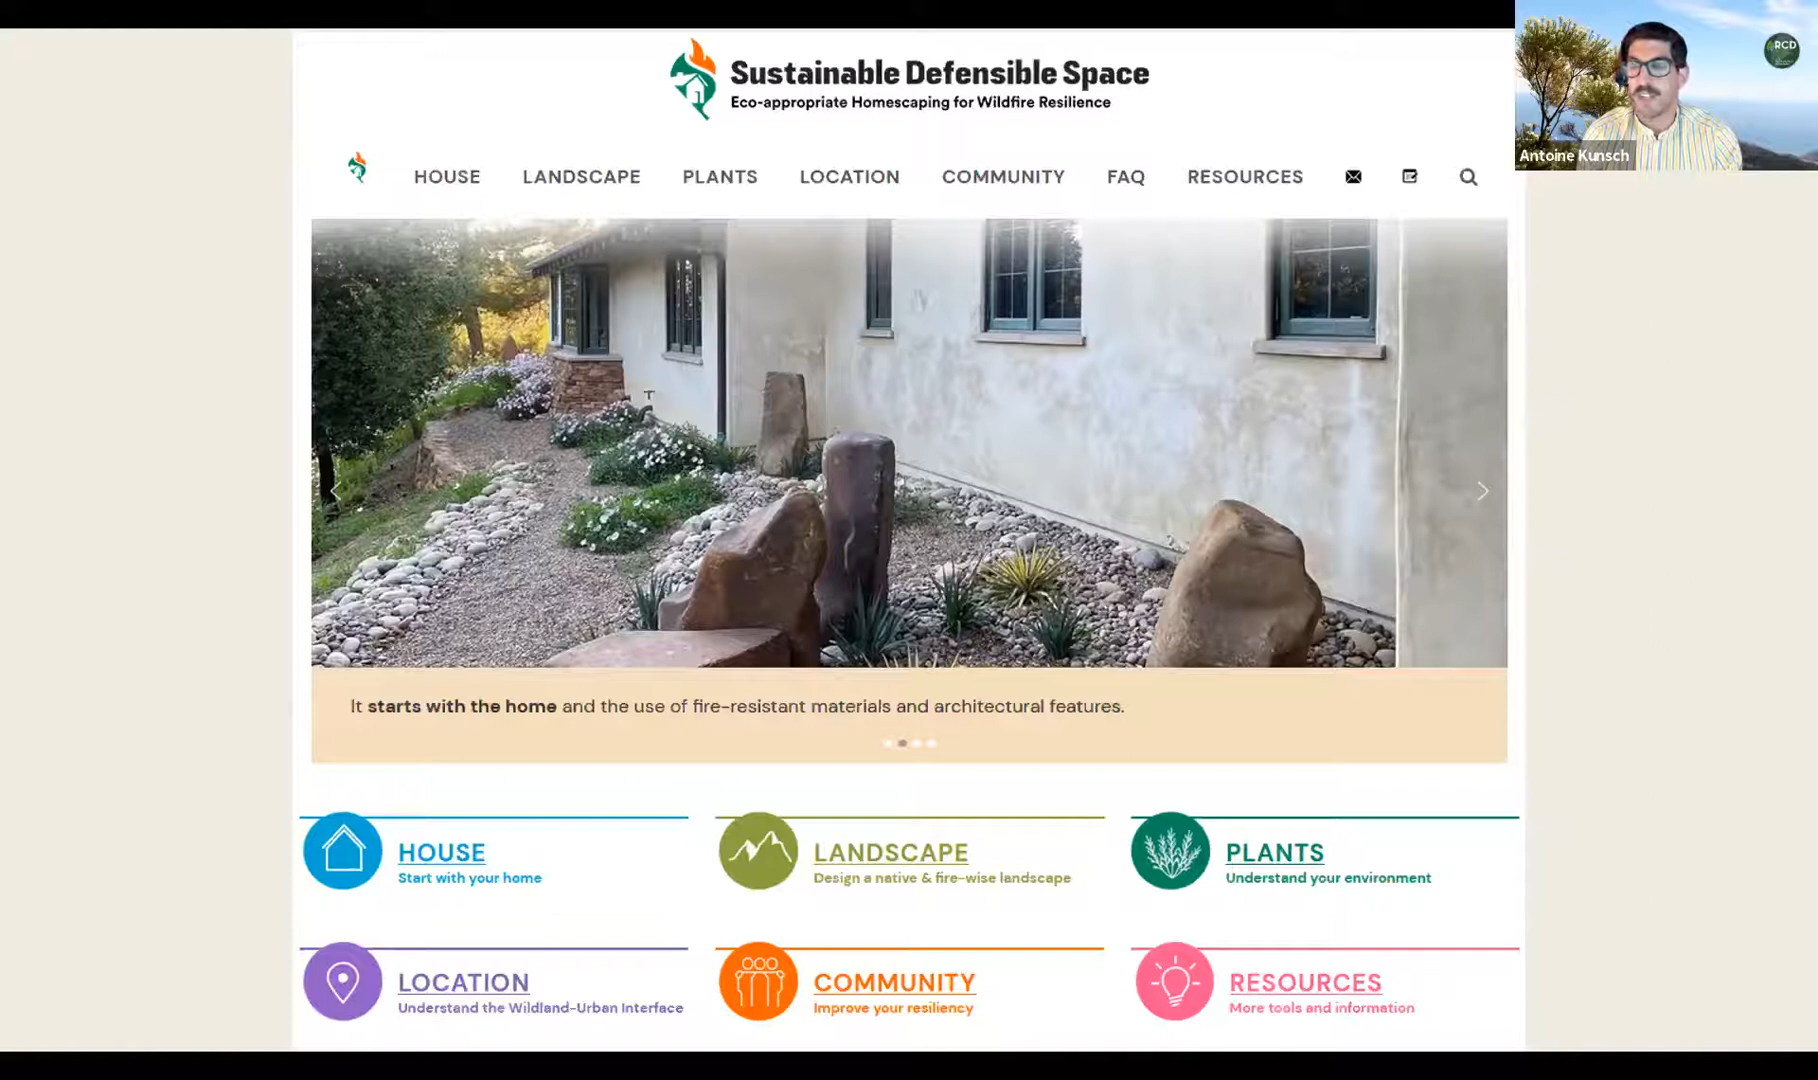 Sustainable Defensible Space
Eco-appropriate Homescaping for Wildfire Resilience
RCD
Antoine Kunsch
HOUSE LANDSCAPE PLANTS LOCATION COMMUNITY FAQ RESOURCES
It starts with the home and the use of fire-resistant materials and architectural features.
HOUSE
Start with your home
LANDSCAPE
Design a native & fire-wise landscape
PLANTS
Understand your environment
LOCATION
Understand the Wildland-Urban Interface
COMMUNITY
Improve your resiliency
RESOURCES
More tools and information